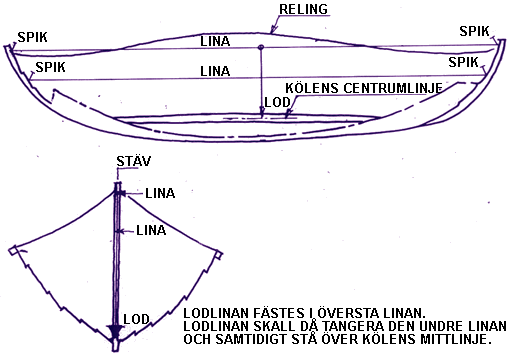 RELING
SPIK
SPIK
LINA
SPIK
SPIK
LINA
KÖLENS CENTRUMLINJE
LOD
STÄV
LINA
LINA
LOD
LODLINAN FÄSTES I ÖVERSTA LINAN.
LODLINAN SKALL DÅ TANGERA DEN UNDRE LINAN
OCH SAMTIDIGT STÅ ÖVER KÖLENS MITTLINJE.